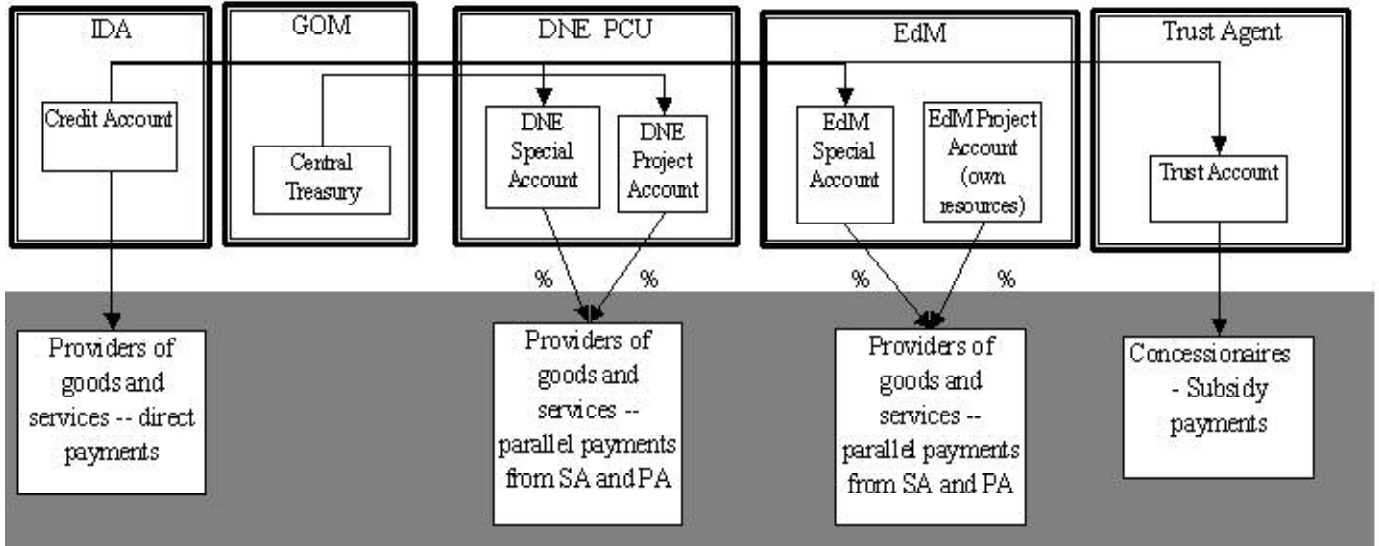 IDA
GOM
DNE PCU
EdM
Trust Agent
Credit Account
Central
Treasury
DNE
Special
Account
DNE
Project
Account
EdM
Special
Account
EdM Project
Account
(own
resources)
Trust Account
%
%
%
%
Providers of
goods and
services -- direct
payments
Providers of
goods and
services --
parallel payments
from SA and PA
Providers of
goods and
services --
parallel payments
from SA and PA
Concessionaires
- Subsidy
payments